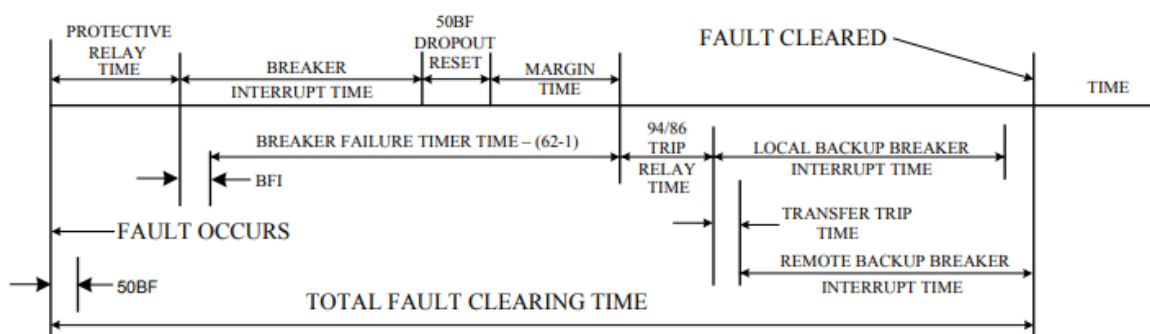 PROTECTIVE
RELAY
TIME
BREAKER
INTERRUPT TIME
50BF
DROPOUT
RESET
MARGIN
TIME
FAULT CLEARED
TIME
BREAKER FAILURE TIMER TIME – (62-1)
BFI
94/86
TRIP
RELAY
TIME
LOCAL BACKUP BREAKER
INTERRUPT TIME
FAULT OCCURS
TRANSFER TRIP
TIME
50BF
REMOTE BACKUP BREAKER
INTERRUPT TIME
TOTAL FAULT CLEARING TIME